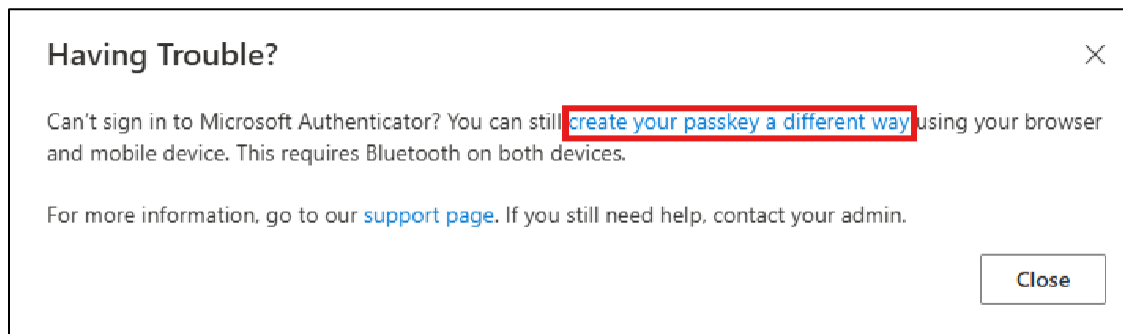 Having Trouble?
Can't sign in to Microsoft Authenticator? You can still create your passkey a different way using your browser
and mobile device. This requires Bluetooth on both devices.
For more information, go to our support page. If you still need help, contact your admin.
Close